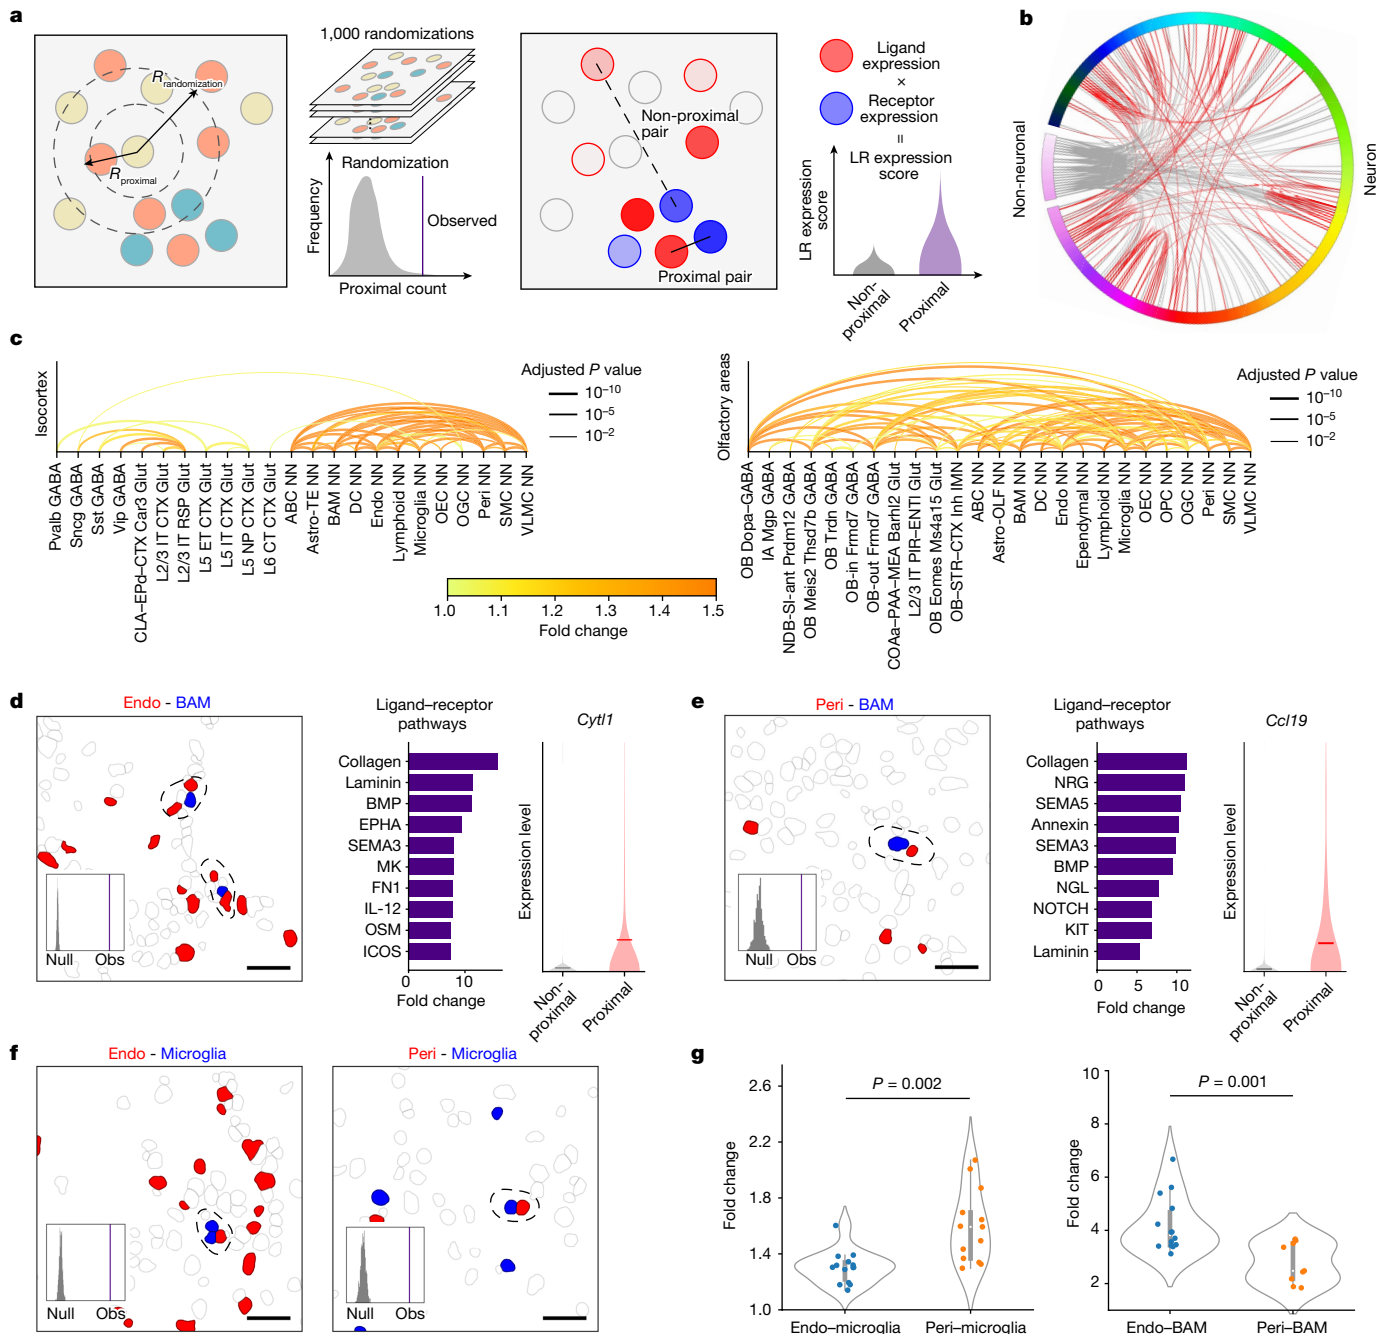 a
R randomization
R proximal
1,000 randomizations
Randomization
Observed
Frequency
Proximal count
Non-proximal
pair
Proximal pair
Ligand
expression
×
Receptor
expression
=
LR expression
score
LR expression
score
Non-
proximal
Proximal
b
Non-neuronal
Neuron
c
Isocortex
Adjusted P value
10−10
10−5
10−2
Pvalb GABA
Sncg GABA
Sst GABA
Vip GABA
CLA–EPd–CTX Car3 Glut
L2/3 IT CTX Glut
L2/3 IT RSP Glut
L5 ET CTX Glut
L5 IT CTX Glut
L5 NP CTX Glut
L6 CT CTX Glut
ABC NN
Astro-TE NN
BAM NN
DC NN
Endo NN
Lymphoid NN
Microglia NN
OEC NN
OGC NN
Peri NN
SMC NN
VLMC NN
Olfactory areas
Adjusted P value
10−10
10−5
10−2
OB Dopa–GABA
IA Mgp GABA
NDB-SI-ant Prdm12 GABA
OB Meis2 Thsd7b GABA
OB Trdn GABA
OB-in Frmd7 GABA
OB-out Frmd7 GABA
COAa–PAA–MEA Barhl2 Glut
L2/3 IT PIR–ENTl Glut
OB Eomes Ms4a15 Glut
OB–STR–CTX Inh IMN
ABC NN
Astro-OLF NN
BAM NN
DC NN
Endo NN
Ependymal NN
Lymphoid NN
Microglia NN
OEC NN
OPC NN
OGC NN
Peri NN
SMC NN
VLMC NN
1.0 1.1 1.2 1.3 1.4 1.5
Fold change
d
Endo - BAM
Null Obs
Ligand–receptor
pathways
Collagen
Laminin
BMP
EPHA
SEMA3
MK
FN1
IL-12
OSM
ICOS
0 10
Fold change
Cytl1
Expression level
Non-
proximal
Proximal
e
Peri - BAM
Null Obs
Ligand–receptor
pathways
Collagen
NRG
SEMA5
Annexin
SEMA3
BMP
NGL
NOTCH
KIT
Laminin
0 5 10
Fold change
Ccl19
Expression level
Non-
proximal
Proximal
f
Endo - Microglia
Null Obs
Peri - Microglia
Null Obs
g
Fold change
2.6
2.2
1.8
1.4
1.0
P = 0.002
Endo–microglia Peri–microglia
Fold change
10
8
6
4
2
P = 0.001
Endo–BAM Peri–BAM